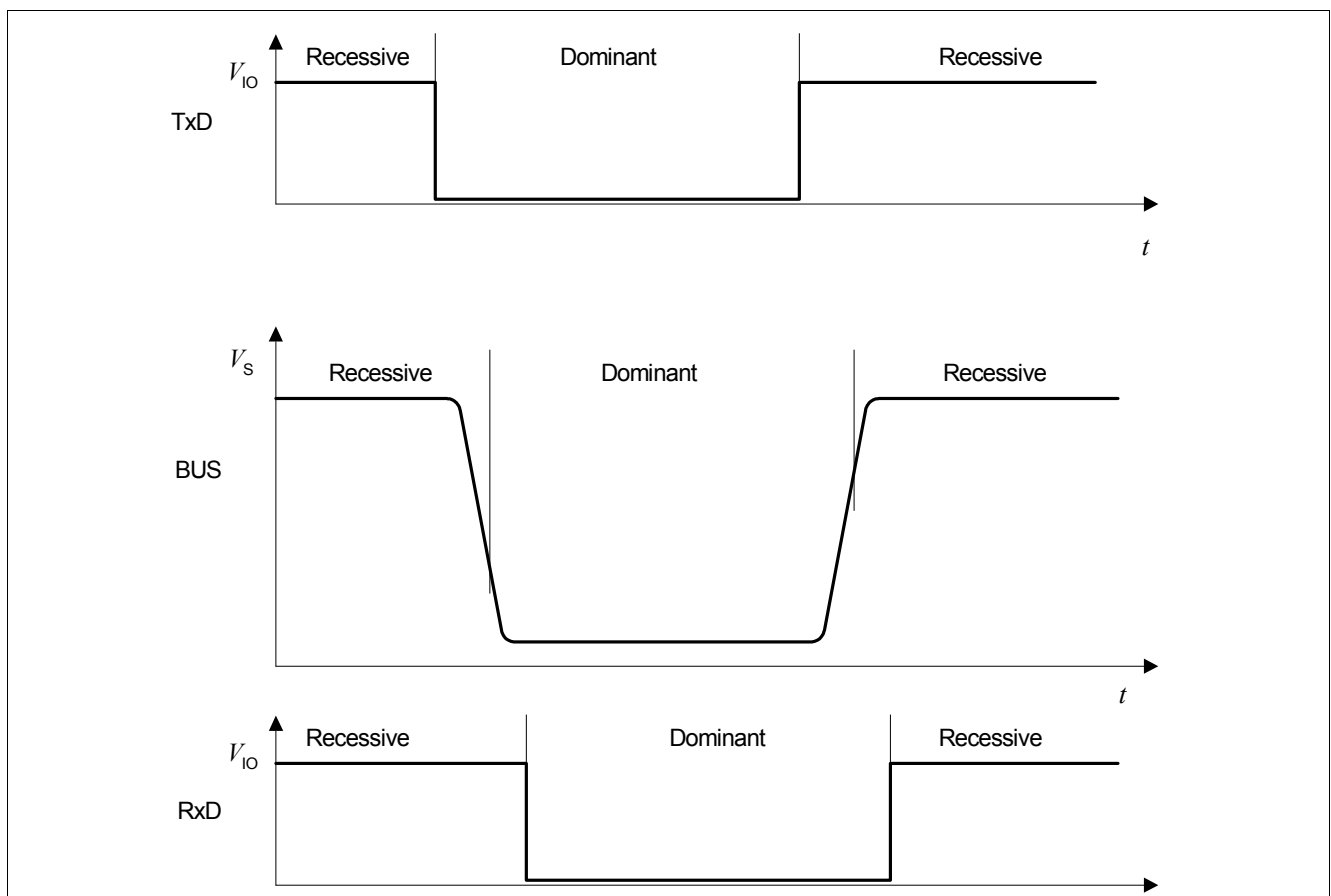 Recessive Dominant Recessive
V_IO
TxD
t
V_S
Recessive Dominant Recessive
BUS
t
Recessive Dominant Recessive
V_IO
RxD